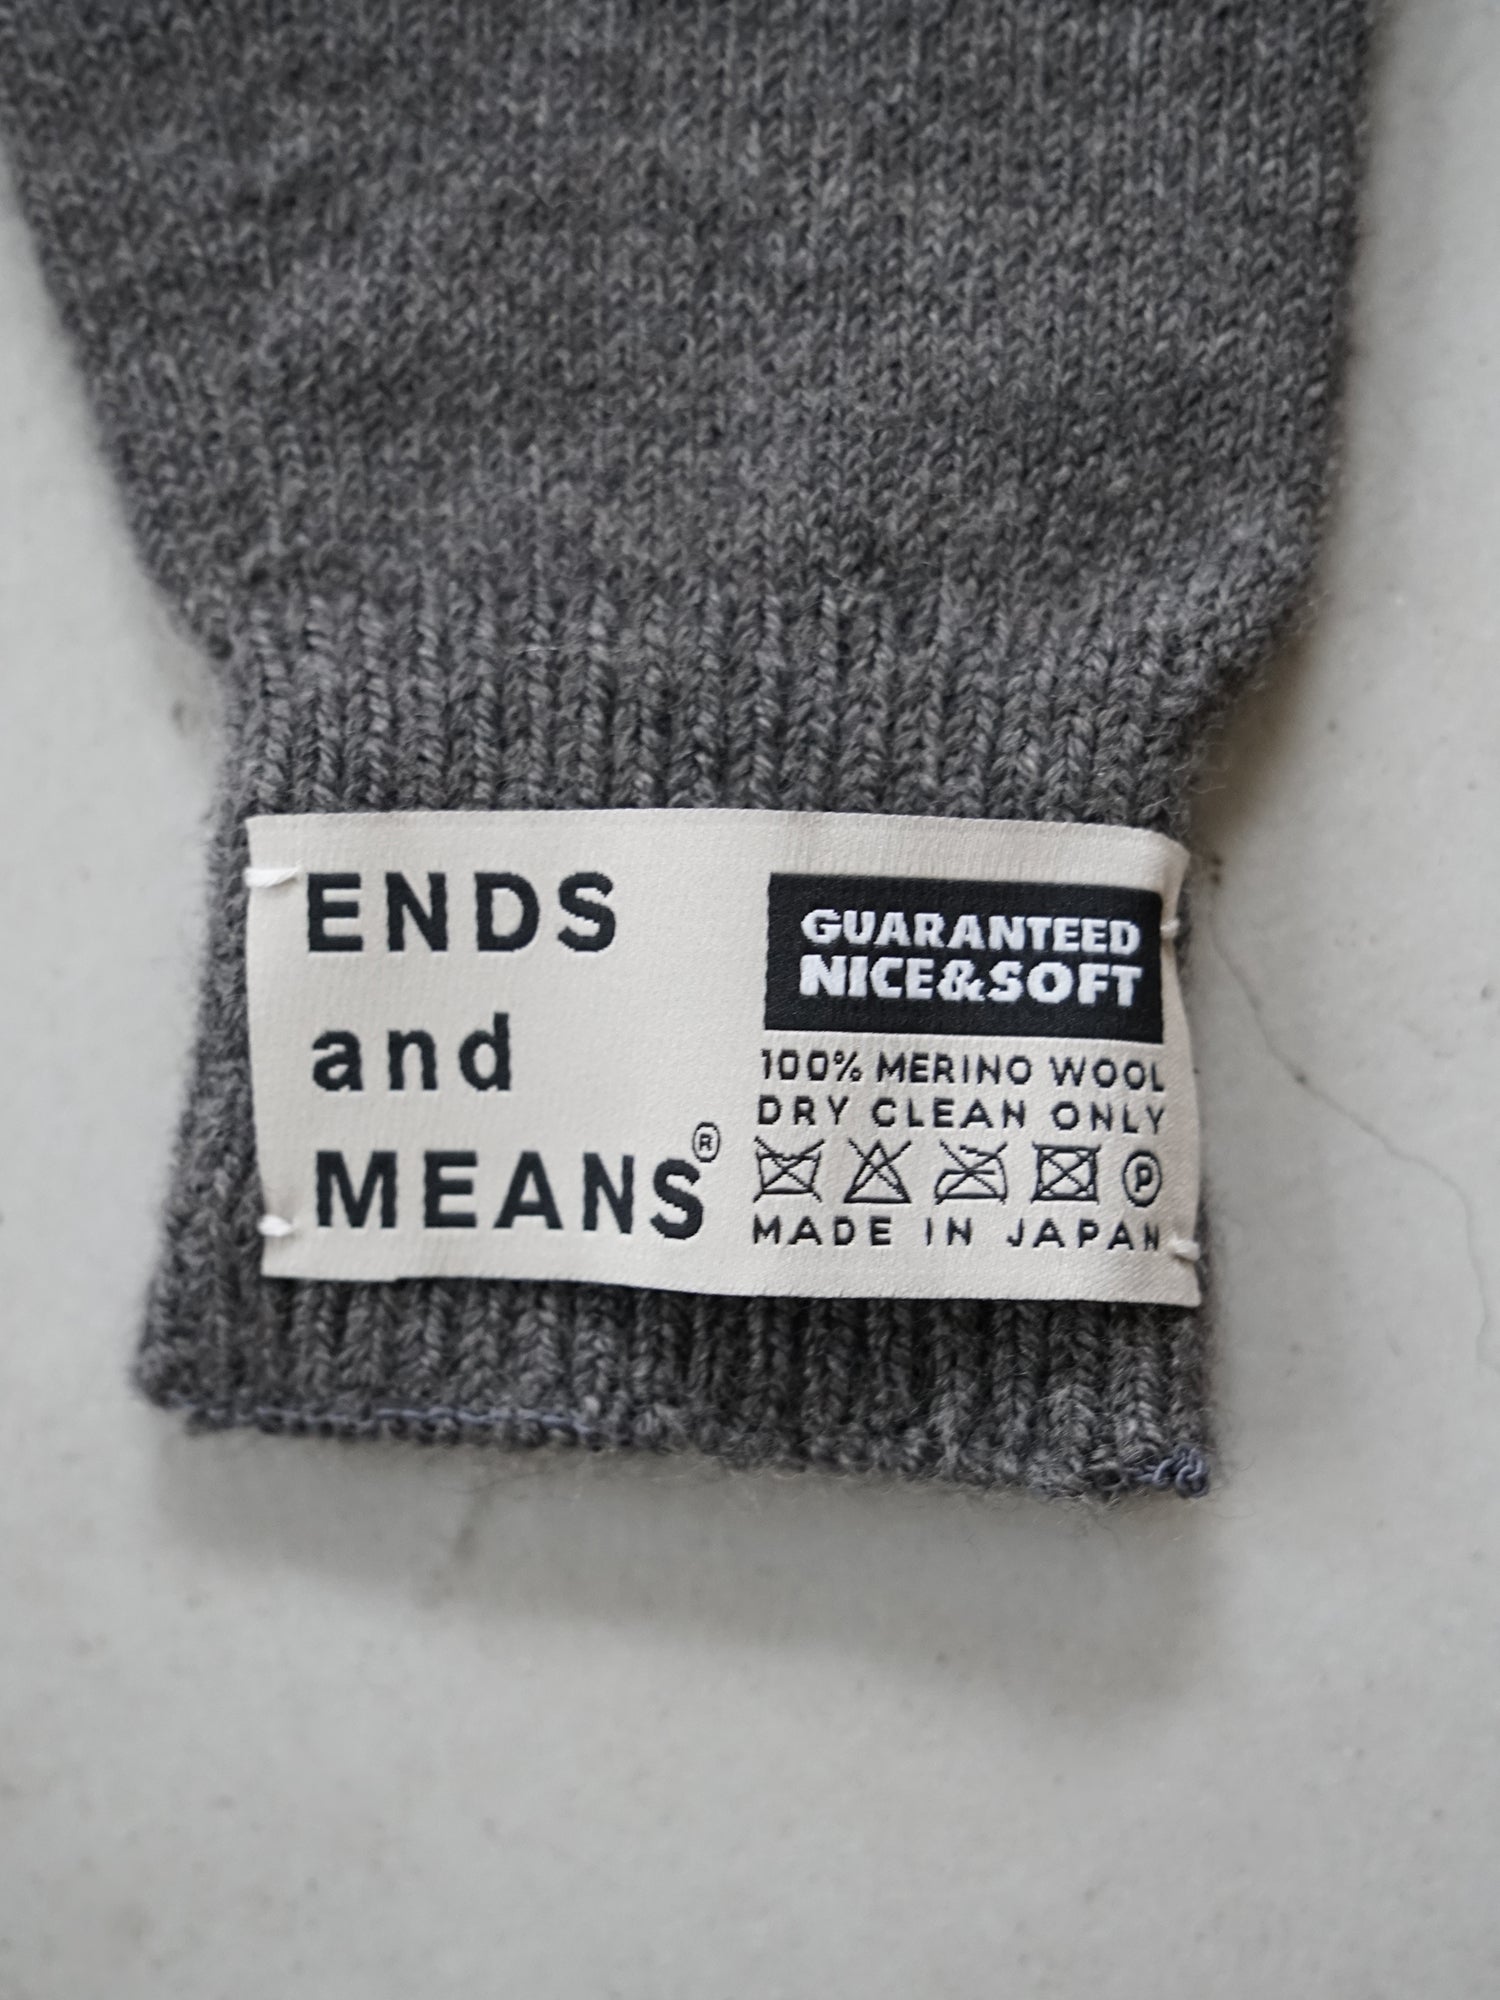 ENDS
and
MEANS®
GUARANTEED
NICE&SOFT
100% MERINO WOOL
DRY CLEAN ONLY
P
MADE IN JAPAN